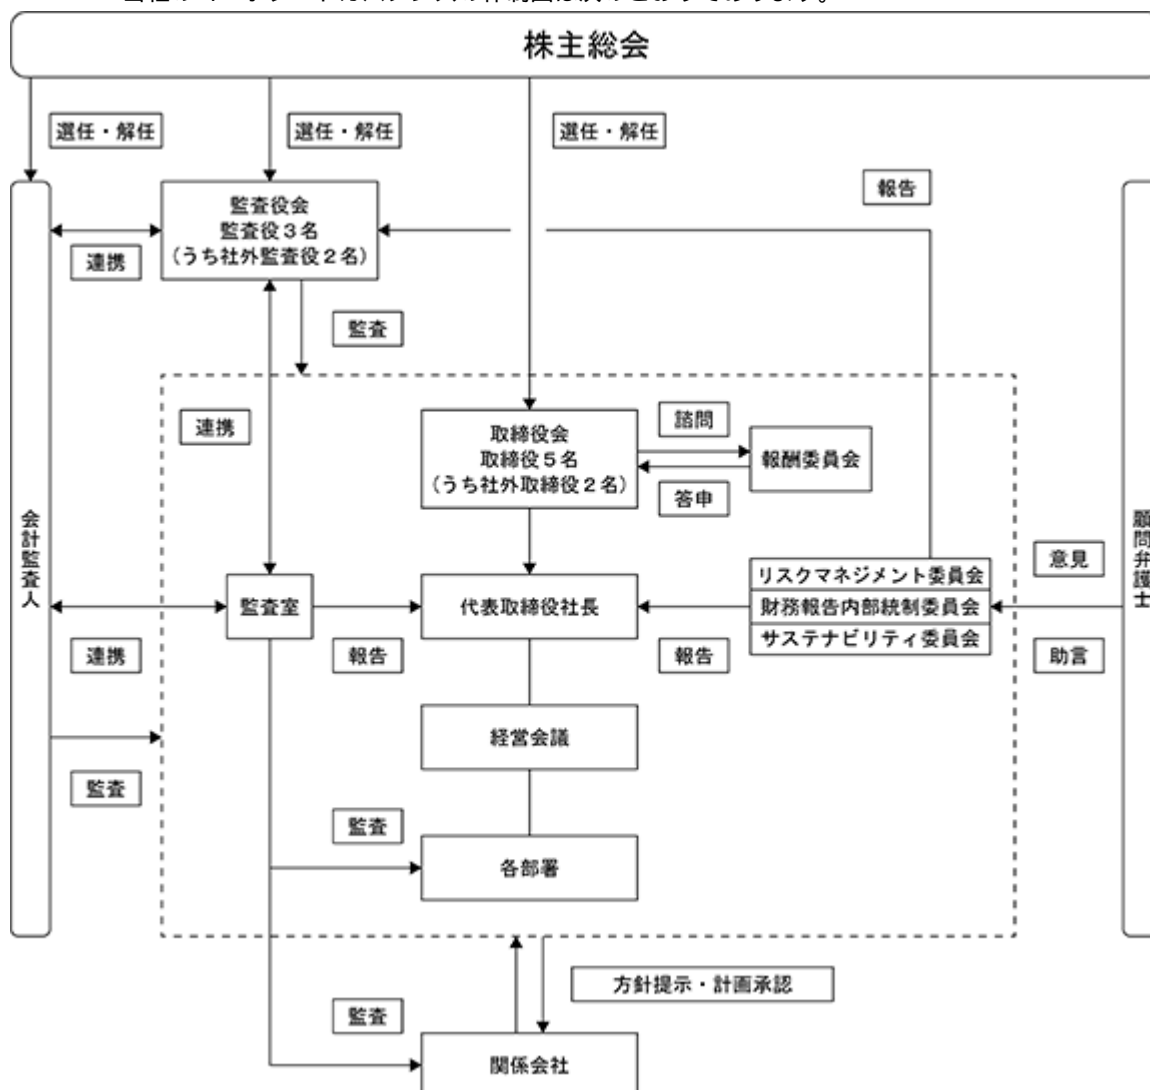 株主総会
選任・解任
選任・解任
選任・解任
報告
監査役会
監査役3名
(うち社外監査役2名)
連携
監査
連携
取締役会
取締役5名
(うち社外取締役2名)
諮問
報酬委員会
答申
会計監査人
顧問弁護士
監査室
代表取締役社長
リスクマネジメント委員会
財務報告内部統制委員会
サステナビリティ委員会
意見
連携
報告
報告
助言
経営会議
監査
監査
各部署
方針提示・計画承認
監査
関係会社